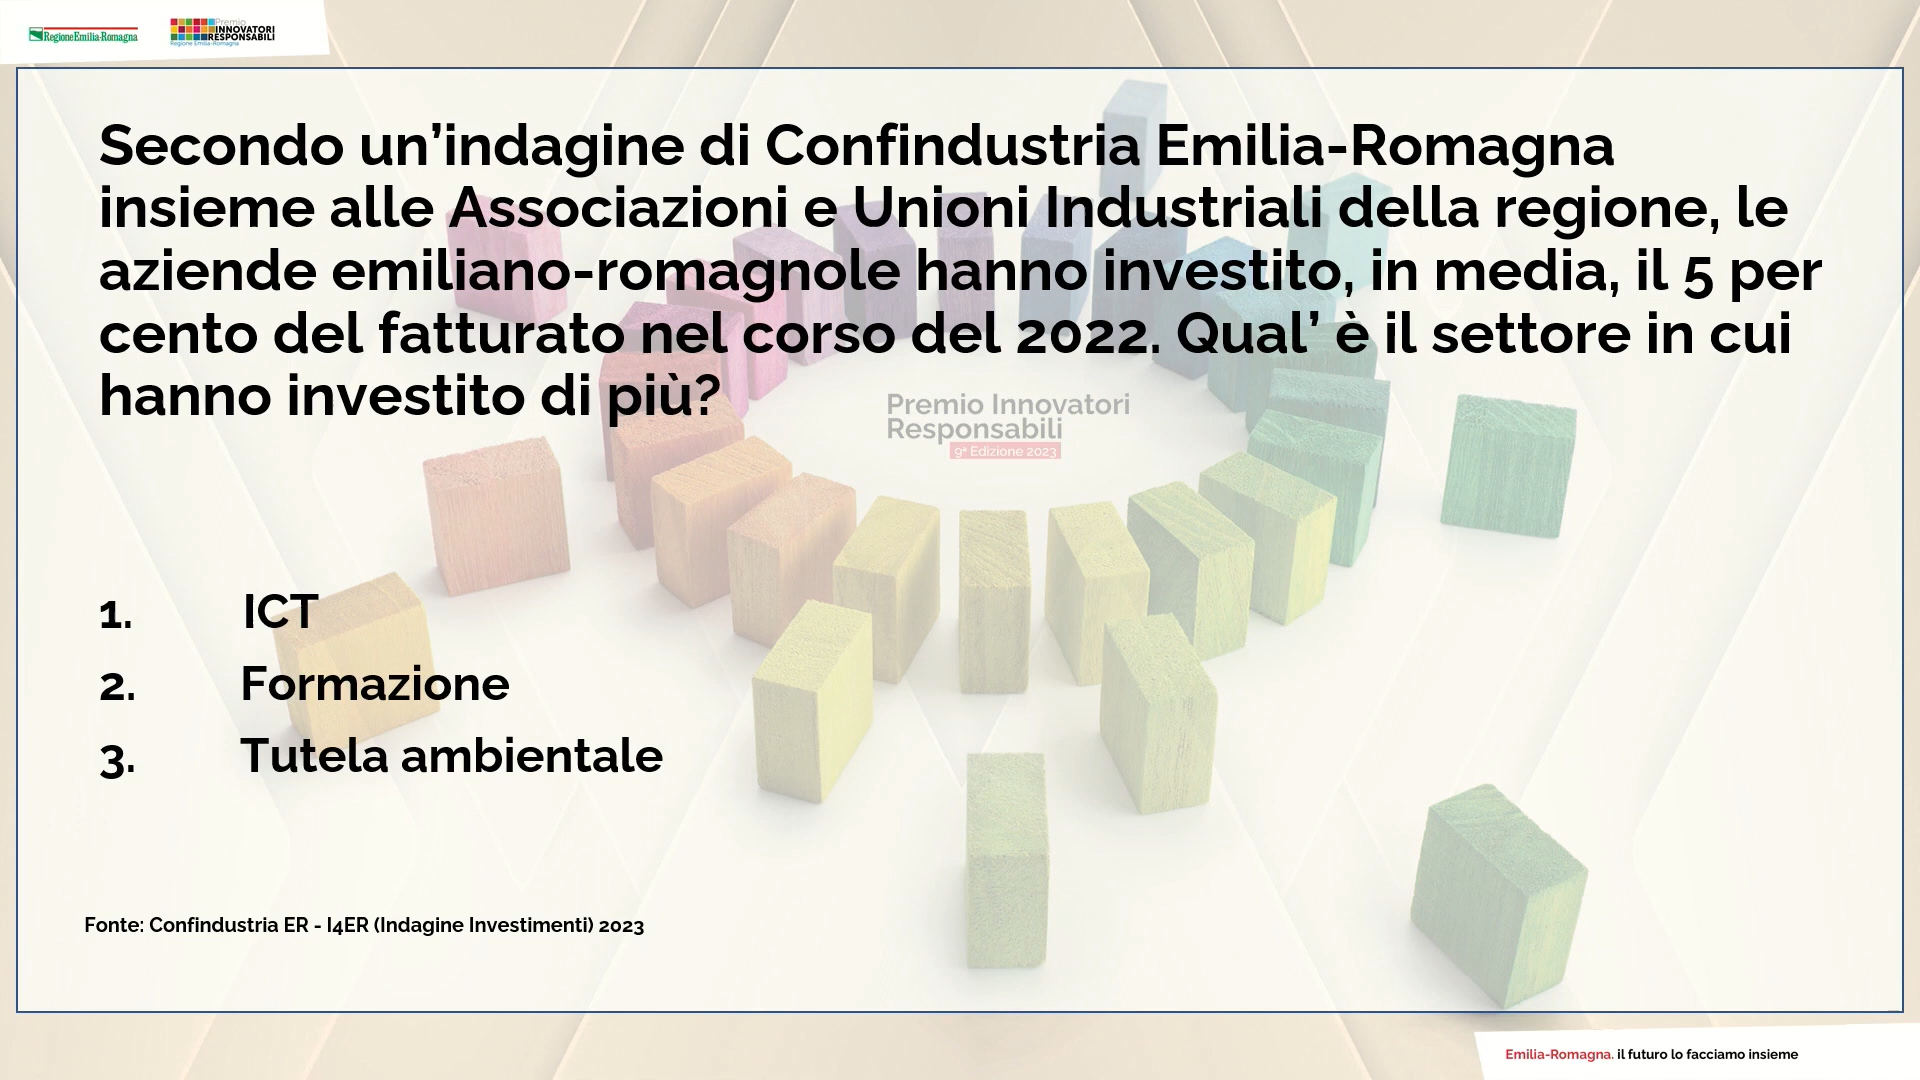 RegioneEmilia-Romagna
Premio
INNOVATORI
RESPONSABILI
Regione Emilia-Romagna
Secondo un’indagine di Confindustria Emilia-Romagna
insieme alle Associazioni e Unioni Industriali della regione, le
aziende emiliano-romagnole hanno investito, in media, il 5 per
cento del fatturato nel corso del 2022. Qual’ è il settore in cui
hanno investito di più?
Premio Innovatori
Responsabili
9ª Edizione 2023
1. ICT
2. Formazione
3. Tutela ambientale
Fonte: Confindustria ER - I4ER (Indagine Investimenti) 2023
Emilia-Romagna. il futuro lo facciamo insieme